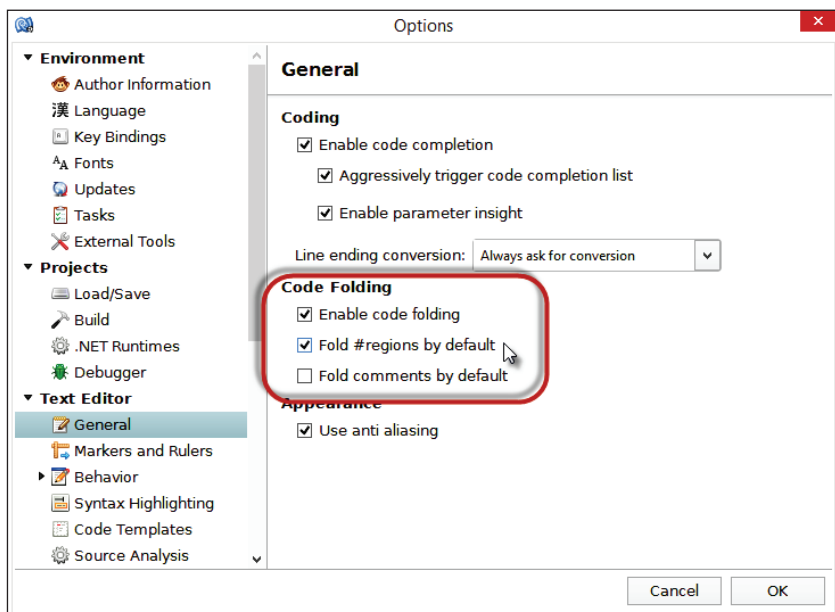 Options
Environment
Author Information
漢 Language
Key Bindings
AA Fonts
Updates
Tasks
External Tools
Projects
Load/Save
Build
.NET Runtimes
Debugger
Text Editor
General
Markers and Rulers
Behavior
Syntax Highlighting
Code Templates
Source Analysis
General
Coding
Enable code completion
Aggressively trigger code completion list
Enable parameter insight
Line ending conversion: Always ask for conversion
Code Folding
Enable code folding
Fold #regions by default
Fold comments by default
Appearance
Use anti aliasing
Cancel
OK